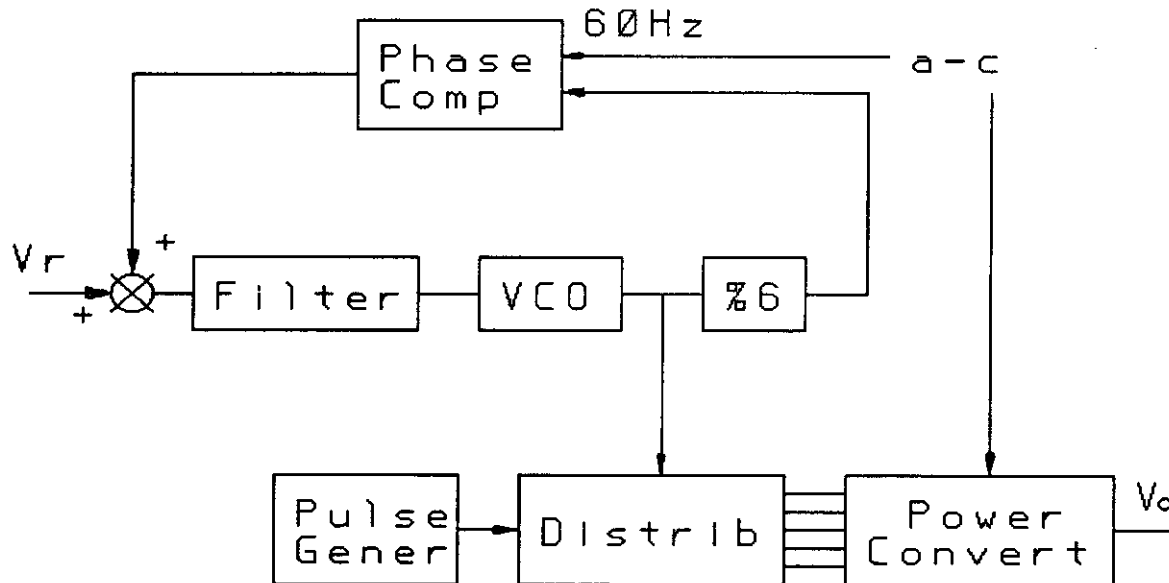 60Hz
Phase
Comp
a-c
+
Vr
+
Filter
VCO
%6
Pulse
Gener
Distrib
Power
Convert
Vo